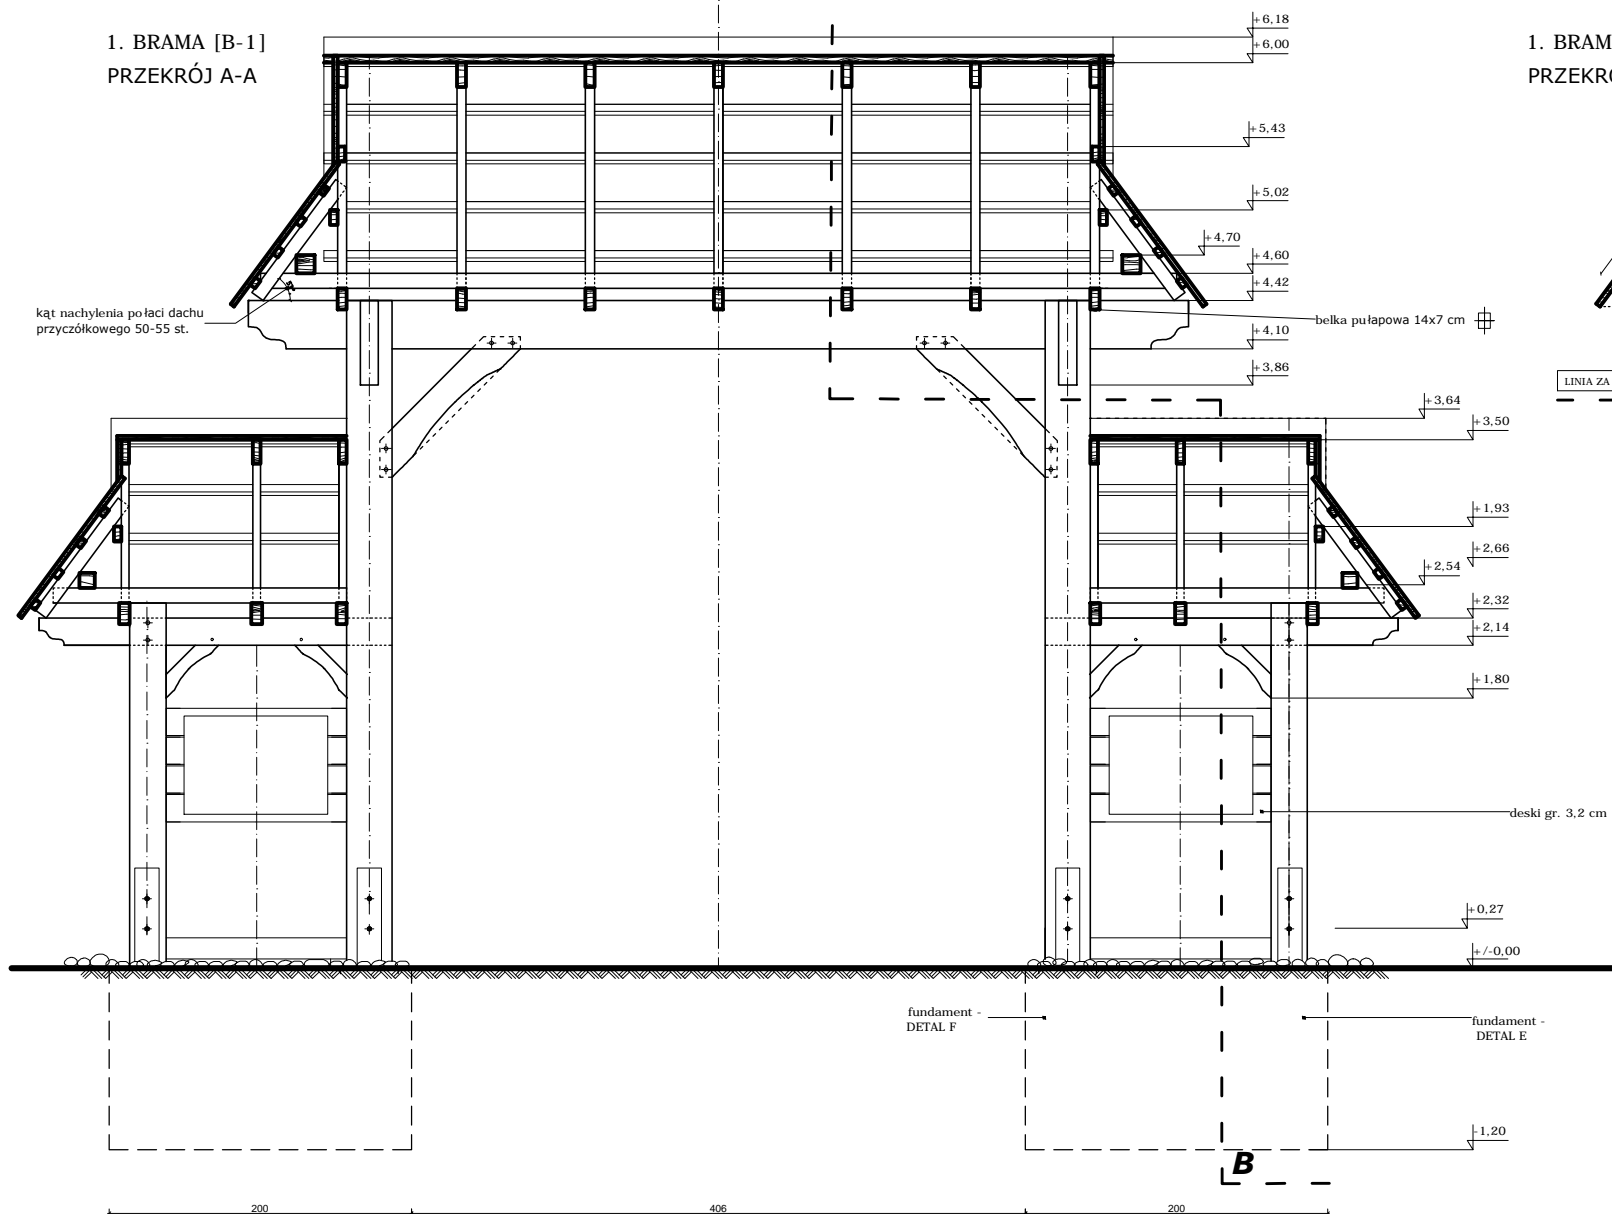 1. BRAMA [B-1]
PRZEKRÓJ A-A
+6,18
+6,00
+5,43
+5,02
+4,70
+4,60
+4,42
+4,10
+3,86
kąt nachylenia połaci dachu
przyczółkowego 50-55 st.
belka pułapowa 14x7 cm
1. BRAM
PRZEKR
LINIA ZA
+3,64
+3,50
+1,93
+2,66
+2,54
+2,32
+2,14
+1,80
deski gr. 3,2 cm
+0,27
+/-0,00
fundament -
DETAL F
fundament -
DETAL E
-1,20
B
200
406
200